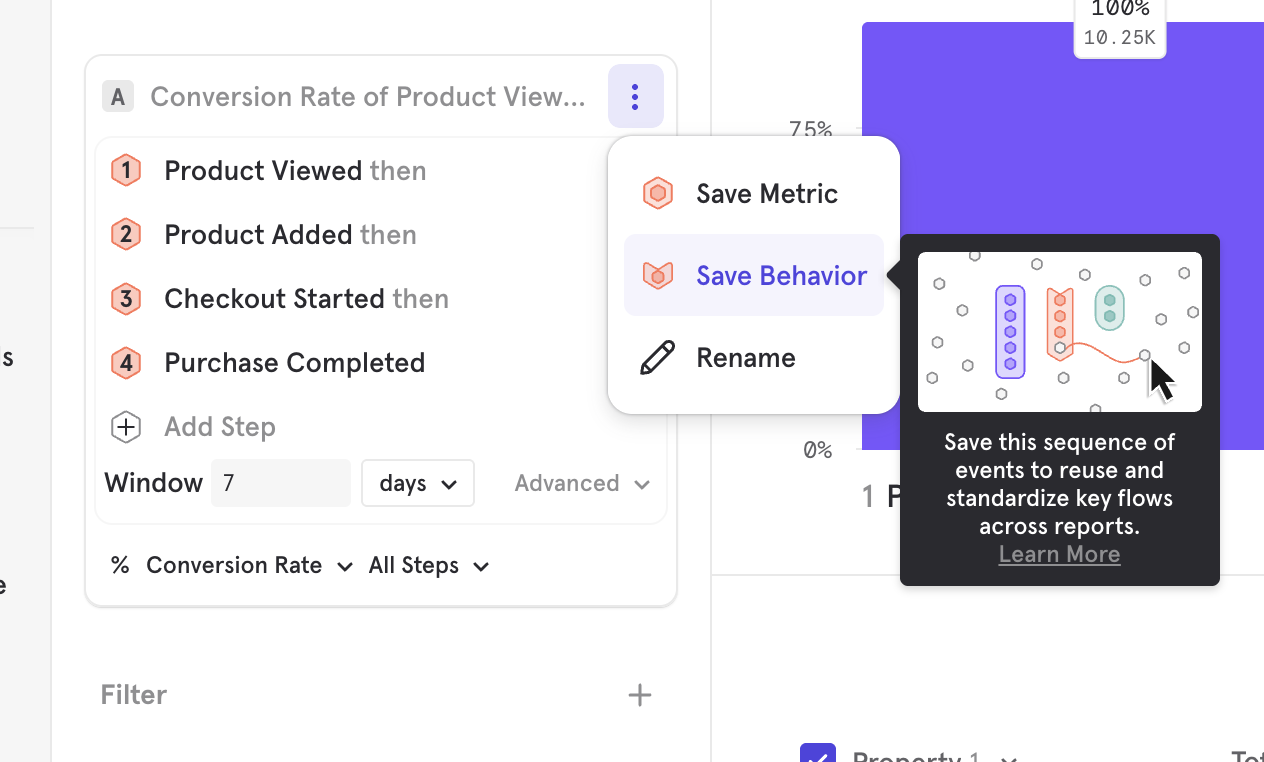 100%
10.25K
A Conversion Rate of Product View...
75%
1 Product Viewed then
Save Metric
2 Product Added then
Save Behavior
3 Checkout Started then
4 Purchase Completed
Rename
s
Add Step
0%
Window 7 days Advanced
1 P
Save this sequence of
events to reuse and
standardize key flows
across reports.
Learn More
% Conversion Rate All Steps
e
Filter
Property 1